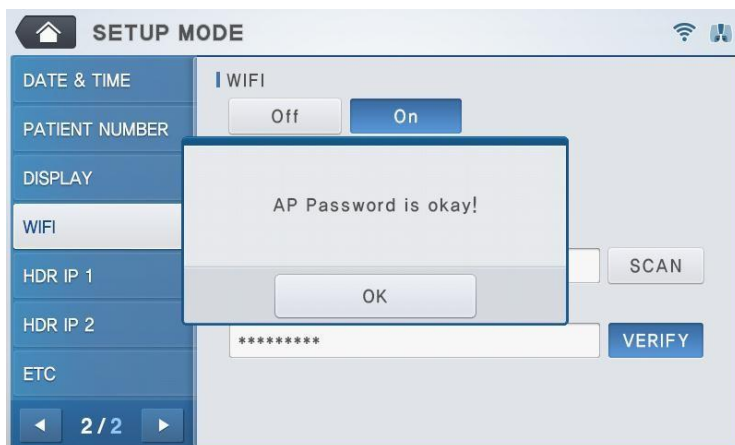 SETUP MODE
DATE & TIME
PATIENT NUMBER
DISPLAY
WIFI
HDR IP 1
HDR IP 2
ETC
2/2
WIFI
Off
On
AP Password is okay!
OK
SCAN
*********
VERIFY